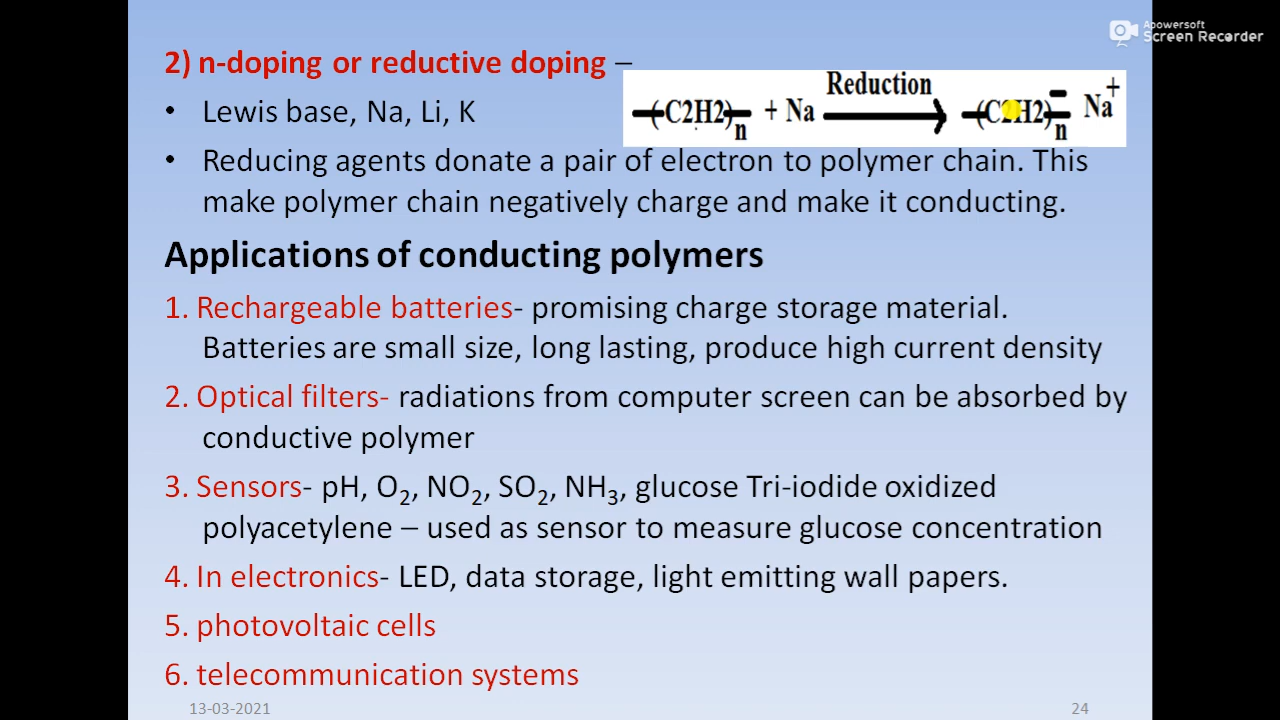 Apowersoft
Screen Recorder
2) n-doping or reductive doping –
Reduction
—(C2H2)—n + Na ⟶ —(C2H2)—n⁻ Na⁺
• Lewis base, Na, Li, K
• Reducing agents donate a pair of electron to polymer chain. This
make polymer chain negatively charge and make it conducting.
Applications of conducting polymers
1. Rechargeable batteries- promising charge storage material.
Batteries are small size, long lasting, produce high current density
2. Optical filters- radiations from computer screen can be absorbed by
conductive polymer
3. Sensors- pH, O₂, NO₂, SO₂, NH₃, glucose Tri-iodide oxidized
polyacetylene – used as sensor to measure glucose concentration
4. In electronics- LED, data storage, light emitting wall papers.
5. photovoltaic cells
6. telecommunication systems
13-03-2021
24